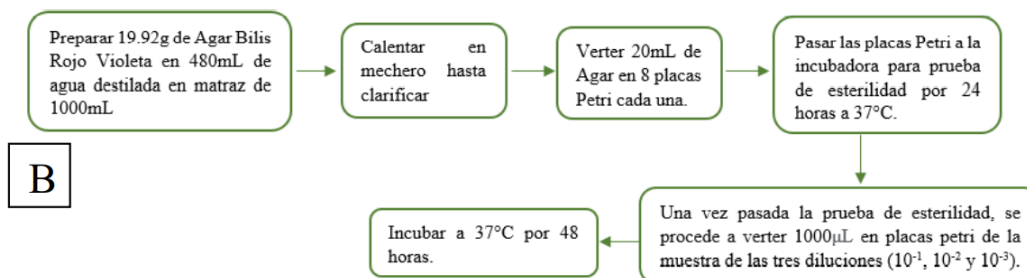 Preparar 19.92g de Agar Bilis
Rojo Violeta en 480mL de
agua destilada en matraz de
1000mL
Calentar en
mechero hasta
clarificar
Verter 20mL de
Agar en 8 placas
Petri cada una.
Pasar las placas Petri a la
incubadora para prueba
de esterilidad por 24
horas a 37°C.
B
Una vez pasada la prueba de esterilidad, se
procede a verter 1000μL en placas petri de la
muestra de las tres diluciones (10⁻¹, 10⁻² y 10⁻³).
Incubar a 37°C por 48
horas.